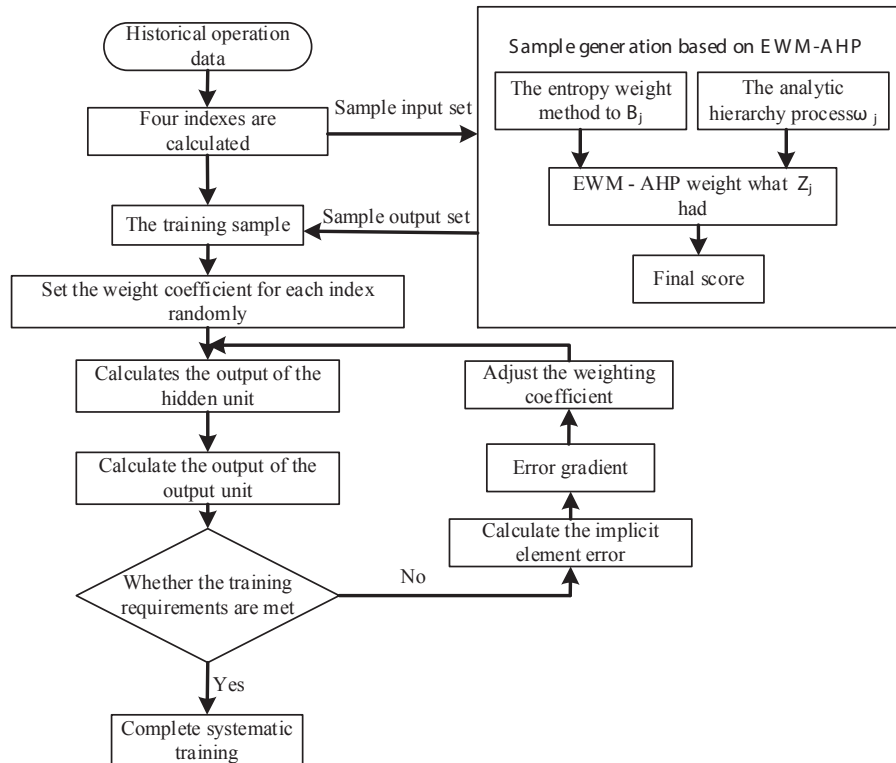 Historical operation
data
Four indexes are
calculated
Sample input set
Sample generation based on EWM-AHP
The entropy weight
method to Bj
The analytic
hierarchy processω j
EWM - AHP weight what Zj
had
Final score
Sample output set
The training sample
Set the weight coefficient for each index
randomly
Calculates the output of the
hidden unit
Calculate the output of the
output unit
Whether the training
requirements are met
No
Calculate the implicit
element error
Error gradient
Adjust the weighting
coefficient
Yes
Complete systematic
training